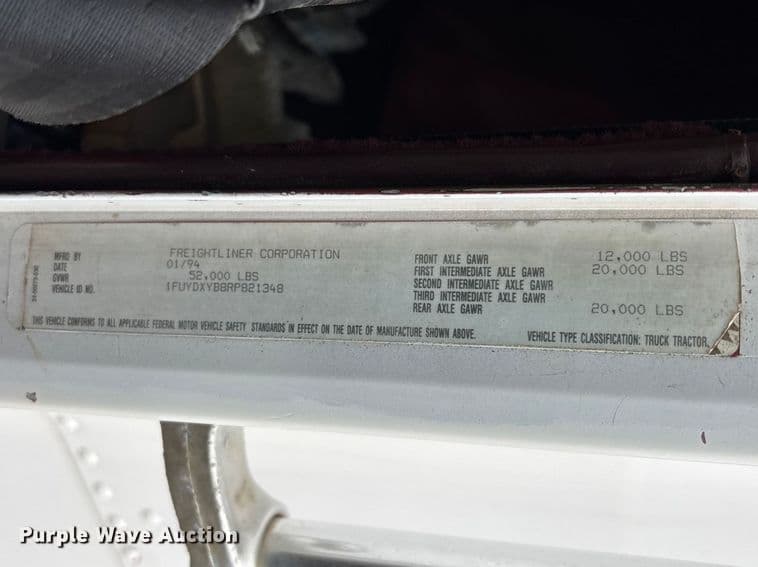 MFRD BY FREIGHTLINER CORPORATION
DATE 01/94
GVWR 52,000 LBS
VEHICLE ID NO. 1FUYDXYB8RP821348
FRONT AXLE GAWR 12,000 LBS
FIRST INTERMEDIATE AXLE GAWR 20,000 LBS
SECOND INTERMEDIATE AXLE GAWR
THIRD INTERMEDIATE AXLE GAWR
REAR AXLE GAWR 20,000 LBS
THIS VEHICLE CONFORMS TO ALL APPLICABLE FEDERAL MOTOR VEHICLE SAFETY STANDARDS IN EFFECT ON THE DATE OF MANUFACTURE SHOWN ABOVE.
VEHICLE TYPE CLASSIFICATION: TRUCK TRACTOR
Purple Wave Auction